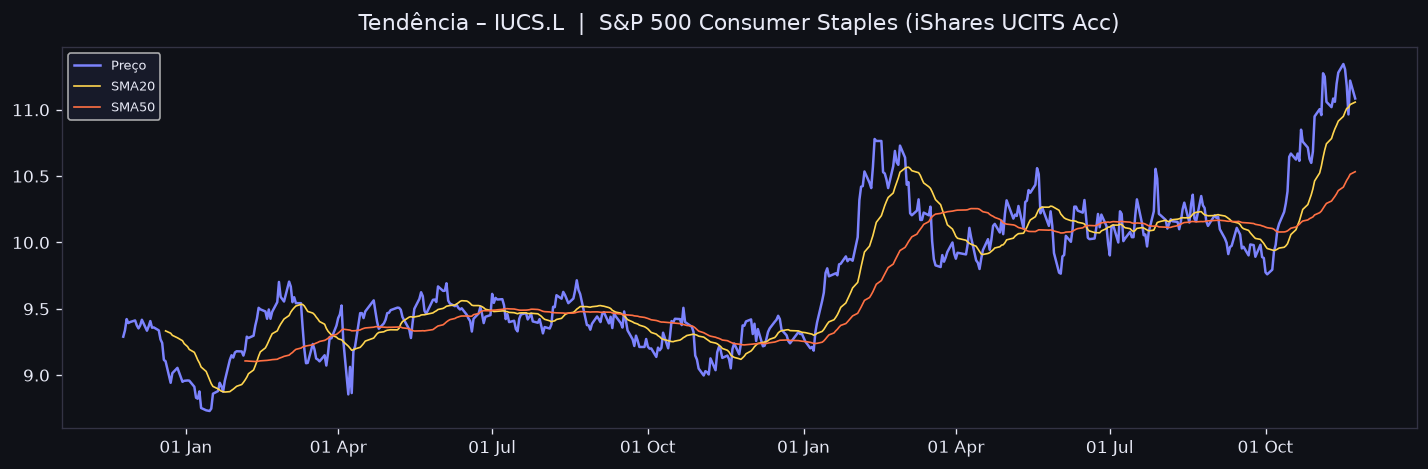 Tendência – IUCS.L | S&P 500 Consumer Staples (iShares UCITS Acc)
Preço
SMA20
SMA50
11.0
10.5
10.0
9.5
9.0
01 Jan
01 Apr
01 Jul
01 Oct
01 Jan
01 Apr
01 Jul
01 Oct